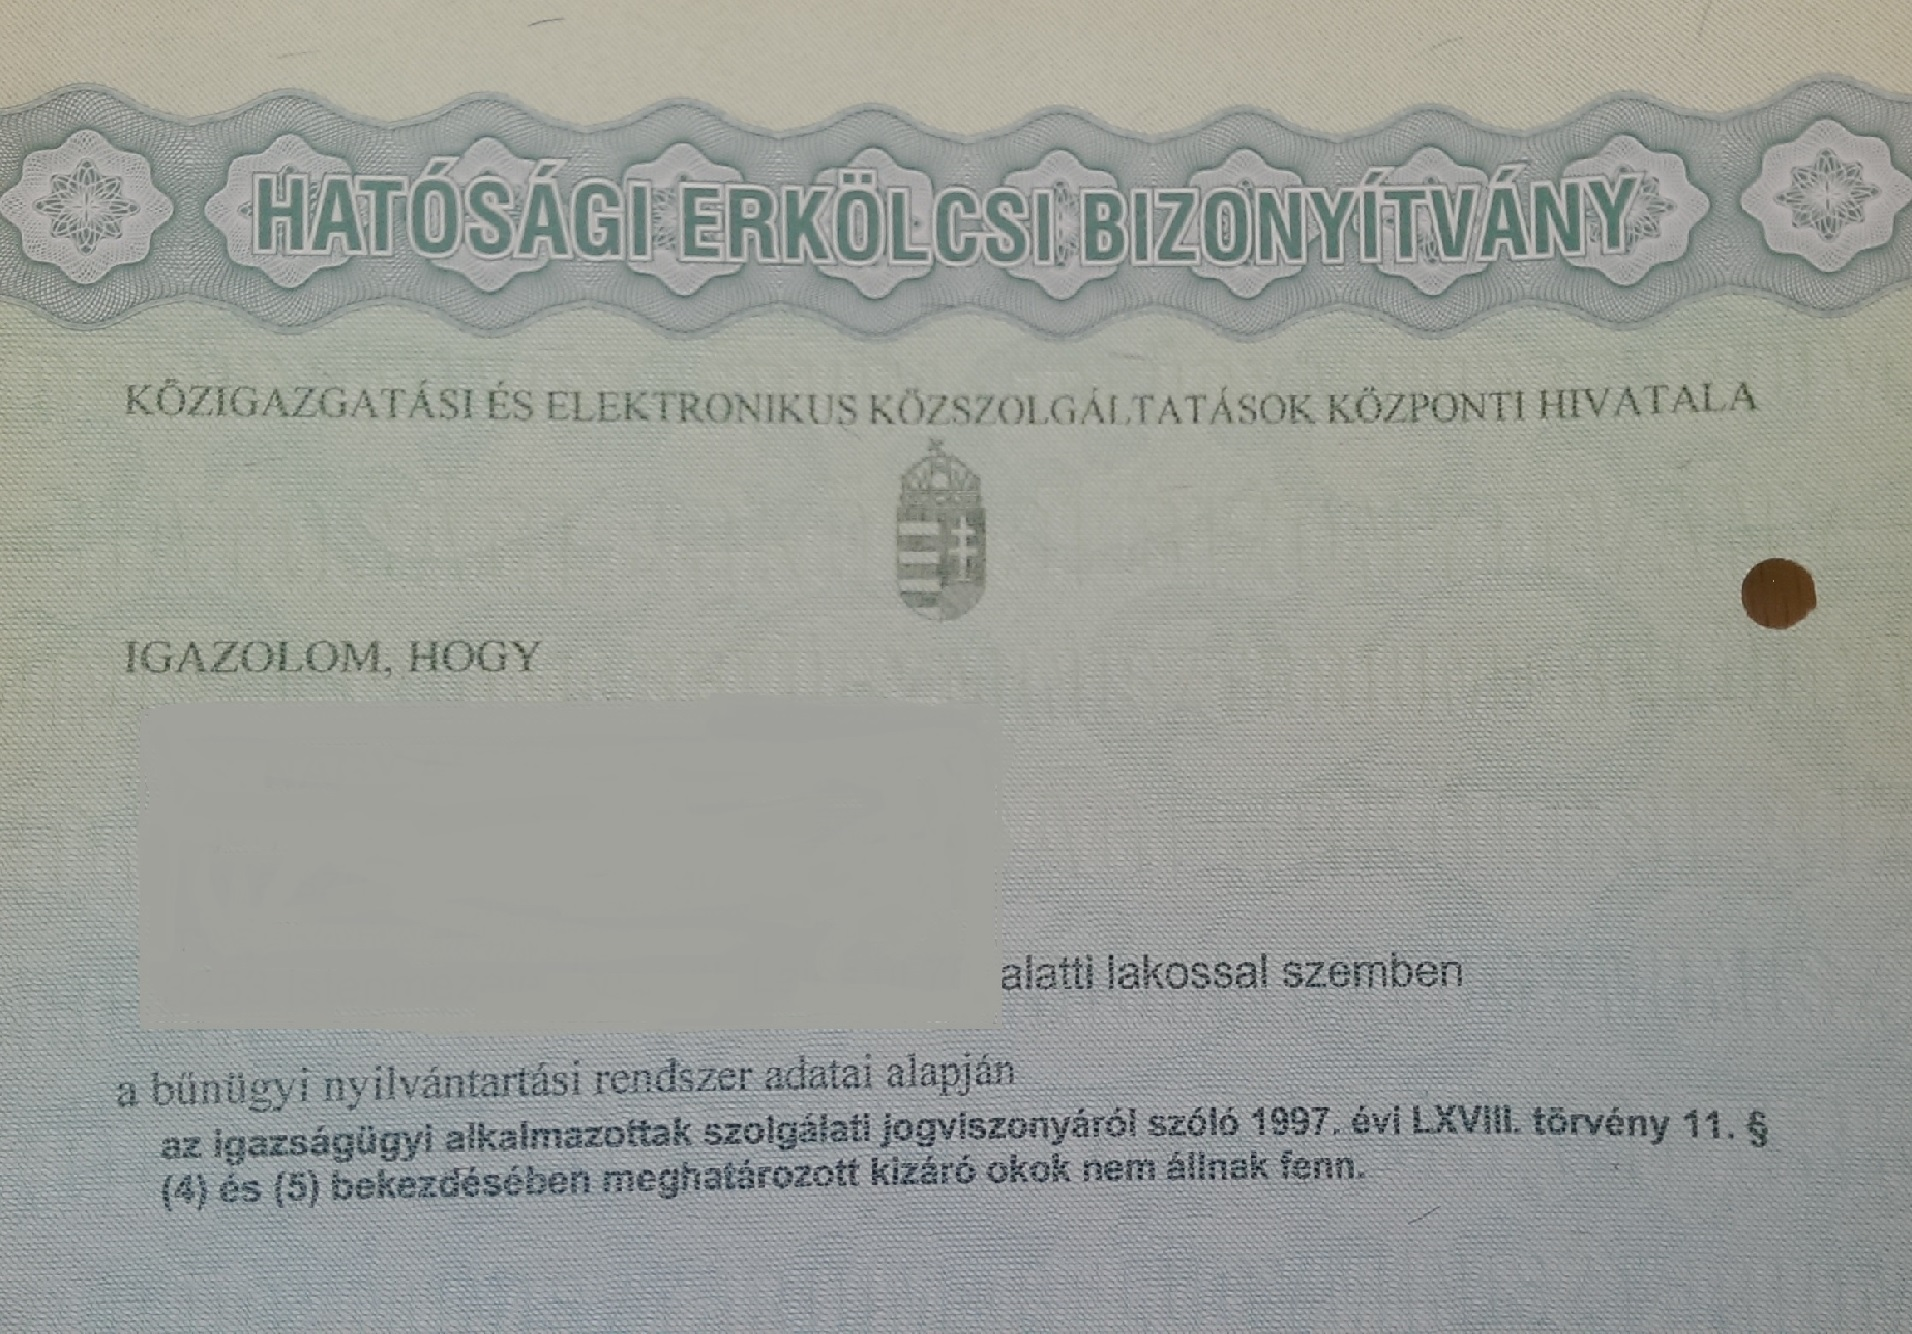 HATÓSÁGI ERKÖLCSI BIZONYÍTVÁNY
KÖZIGAZGATÁSI ÉS ELEKTRONIKUS KÖZSZOLGÁLTATÁSOK KÖZPONTI HIVATALA
IGAZOLOM, HOGY
alatti lakossal szemben
a bűnügyi nyilvántartási rendszer adatai alapján
az igazságügyi alkalmazottak szolgálati jogviszonyáról szóló 1997. évi LXVIII. törvény 11. §
(4) és (5) bekezdésében meghatározott kizáró okok nem állnak fenn.